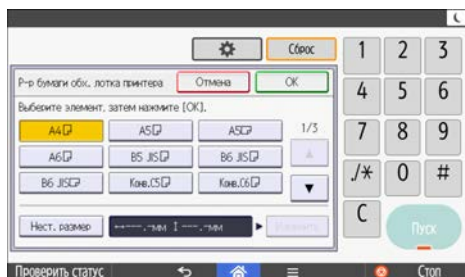 Сброс
Р-р бумаги обх. лотка принтера Отмена OK
Выберите элемент, затем нажмите [OK].
A4 A5 A5 1/3
A6 B5 JIS B6 JIS
B6 JIS Конв.C5 Конв.C6
Нест. размер ↔---.-мм ↕ ---.-мм ► Изменить
1 2 3
4 5 6
7 8 9
./* 0 #
C Пуск
Проверить статус Стоп